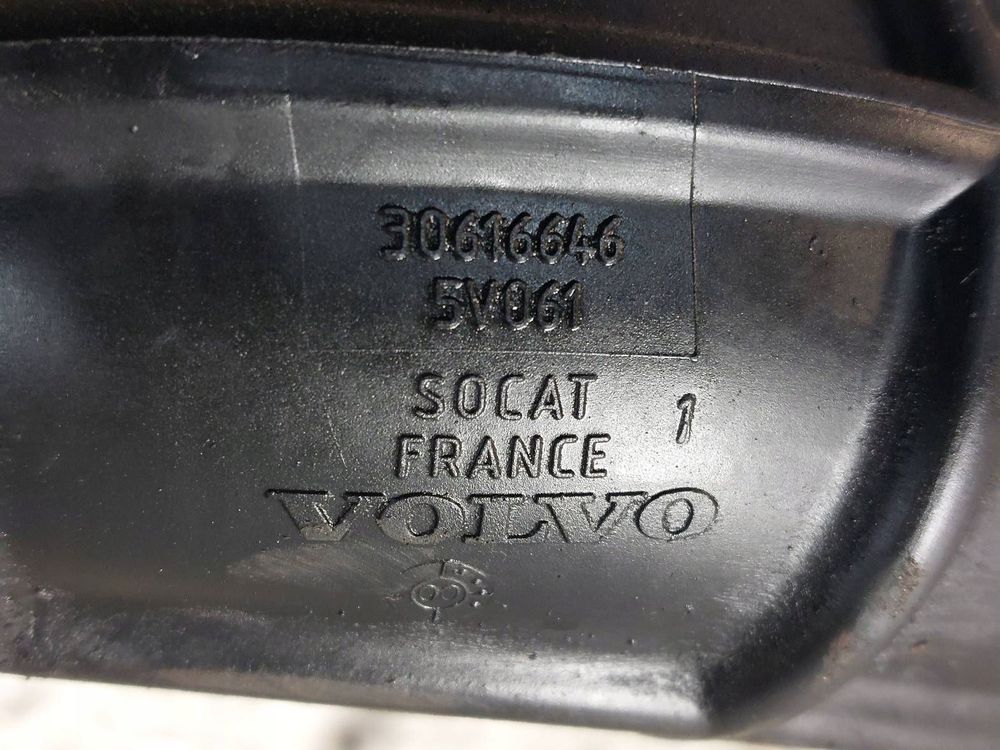 30616646
5V061
SOCAT
FRANCE
1
VOLVO